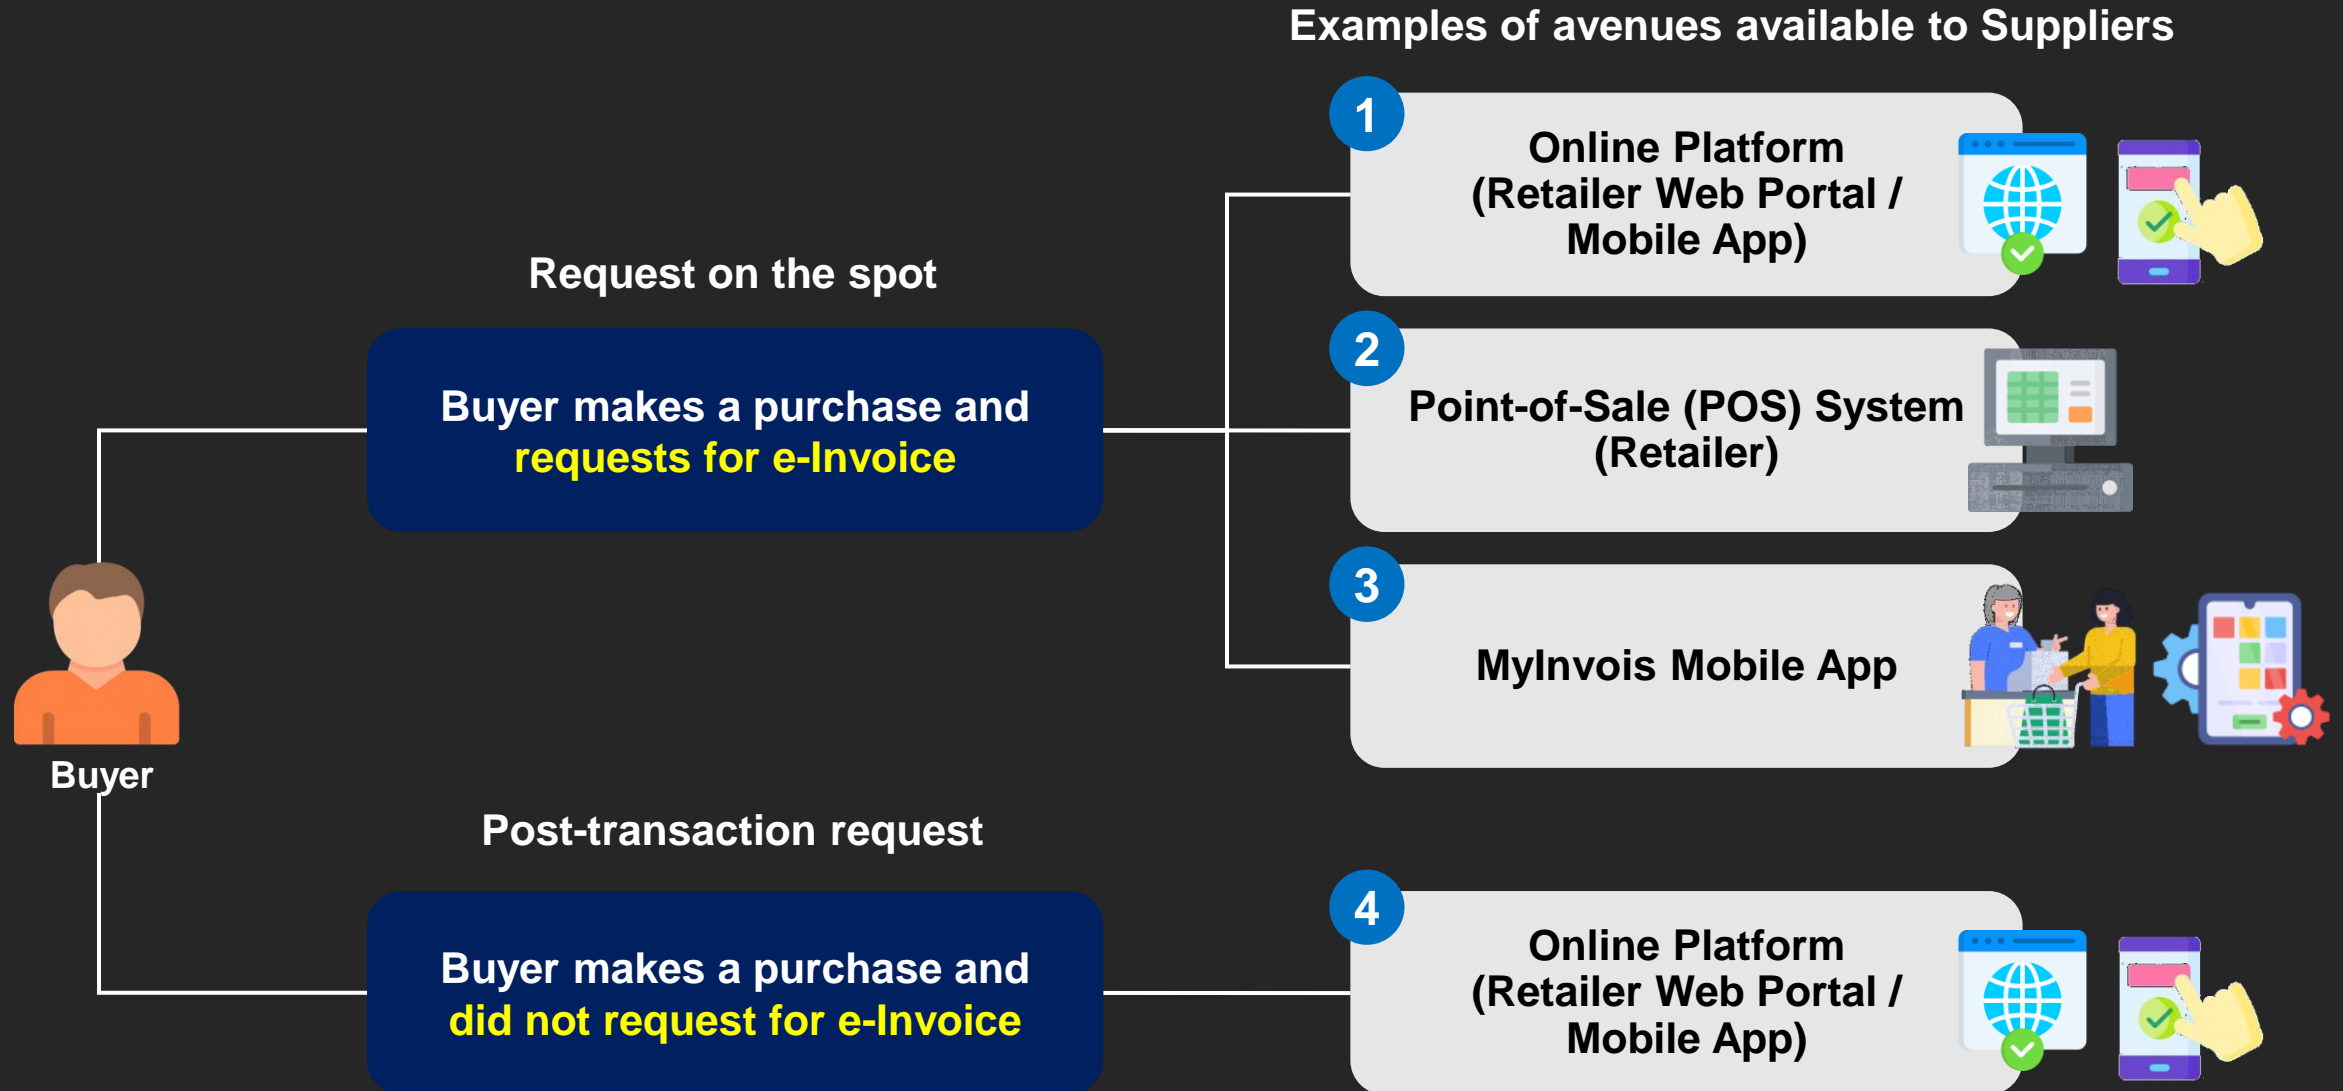 Examples of avenues available to Suppliers
1
Online Platform
(Retailer Web Portal /
Mobile App)
Request on the spot
Buyer makes a purchase and
requests for e-Invoice
2
Point-of-Sale (POS) System
(Retailer)
3
MyInvois Mobile App
Buyer
Post-transaction request
Buyer makes a purchase and
did not request for e-Invoice
4
Online Platform
(Retailer Web Portal /
Mobile App)